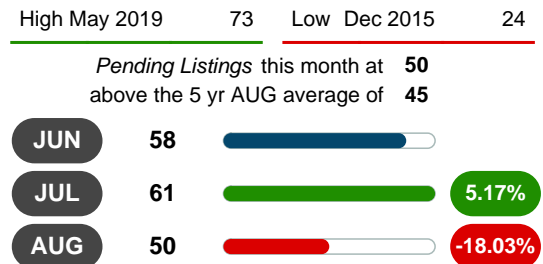 High May 2019 73 Low Dec 2015 24
Pending Listings this month at 50
above the 5 yr AUG average of 45
JUN 58
JUL 61 5.17%
AUG 50 -18.03%